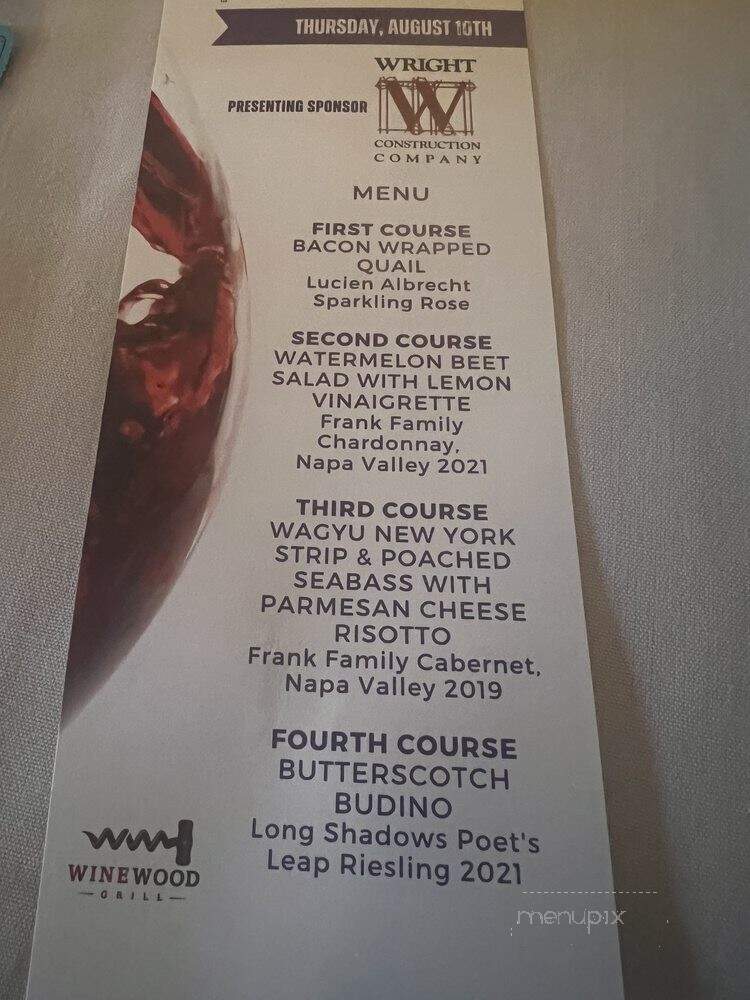 THURSDAY, AUGUST 10TH
WRIGHT
PRESENTING SPONSOR
W
CONSTRUCTION
COMPANY
MENU
FIRST COURSE
BACON WRAPPED
QUAIL
Lucien Albrecht
Sparkling Rose
SECOND COURSE
WATERMELON BEET
SALAD WITH LEMON
VINAIGRETTE
Frank Family
Chardonnay,
Napa Valley 2021
THIRD COURSE
WAGYU NEW YORK
STRIP & POACHED
SEABASS WITH
PARMESAN CHEESE
RISOTTO
Frank Family Cabernet,
Napa Valley 2019
FOURTH COURSE
BUTTERSCOTCH
BUDINO
Long Shadows Poet's
Leap Riesling 2021
WINEWOOD
GRILL
menupix